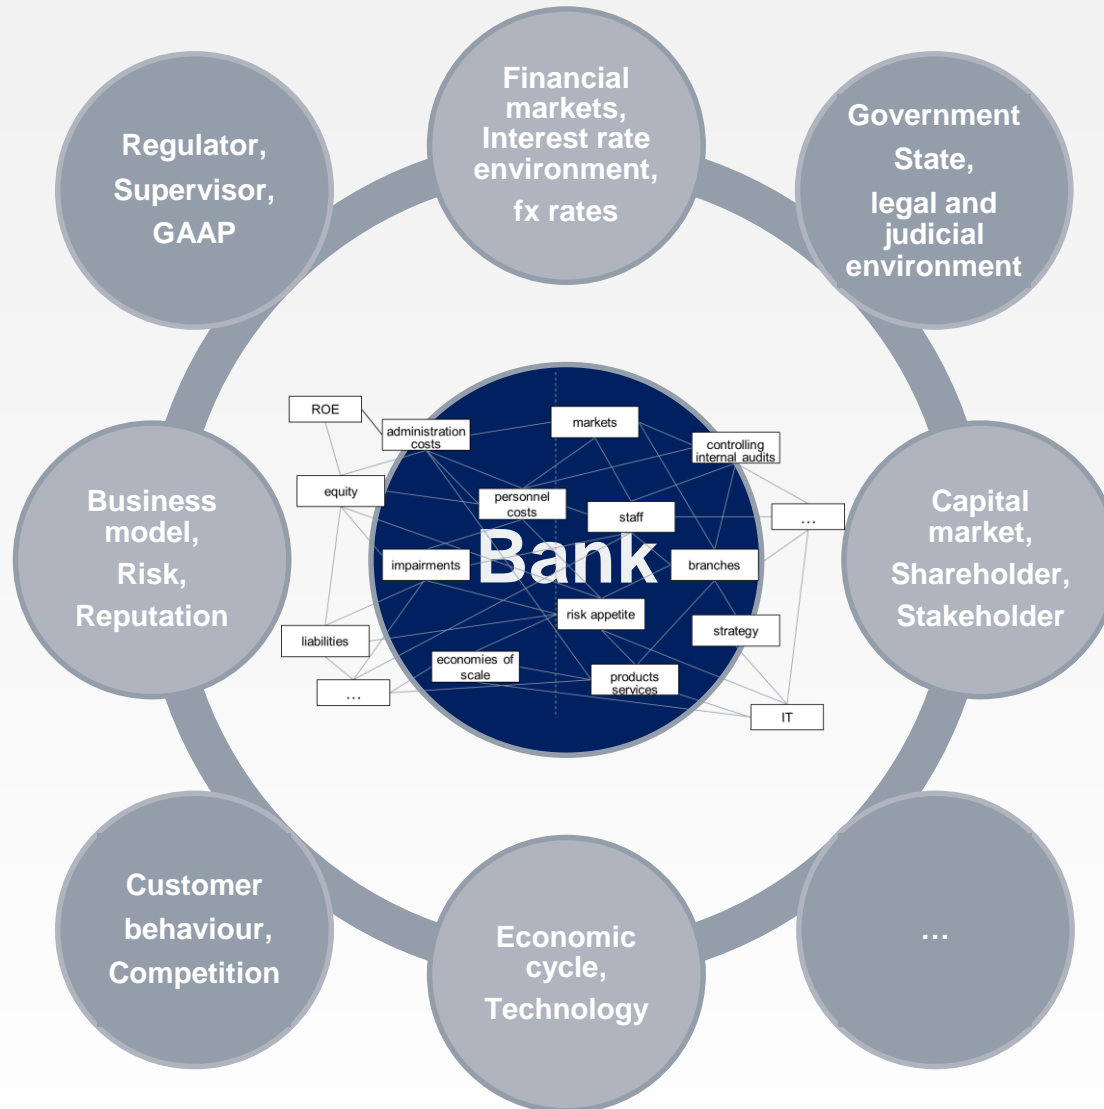 Financial
markets,
Interest rate
environment,
fx rates
Government
State,
legal and
judicial
environment
Regulator,
Supervisor,
GAAP
Business
model,
Risk,
Reputation
Bank
ROE
administration
costs
markets
controlling
internal audits
equity
personnel
costs
staff
…
impairments
branches
risk appetite
liabilities
strategy
economies of
scale
products
services
…
IT
Capital
market,
Shareholder,
Stakeholder
Customer
behaviour,
Competition
Economic
cycle,
Technology
…